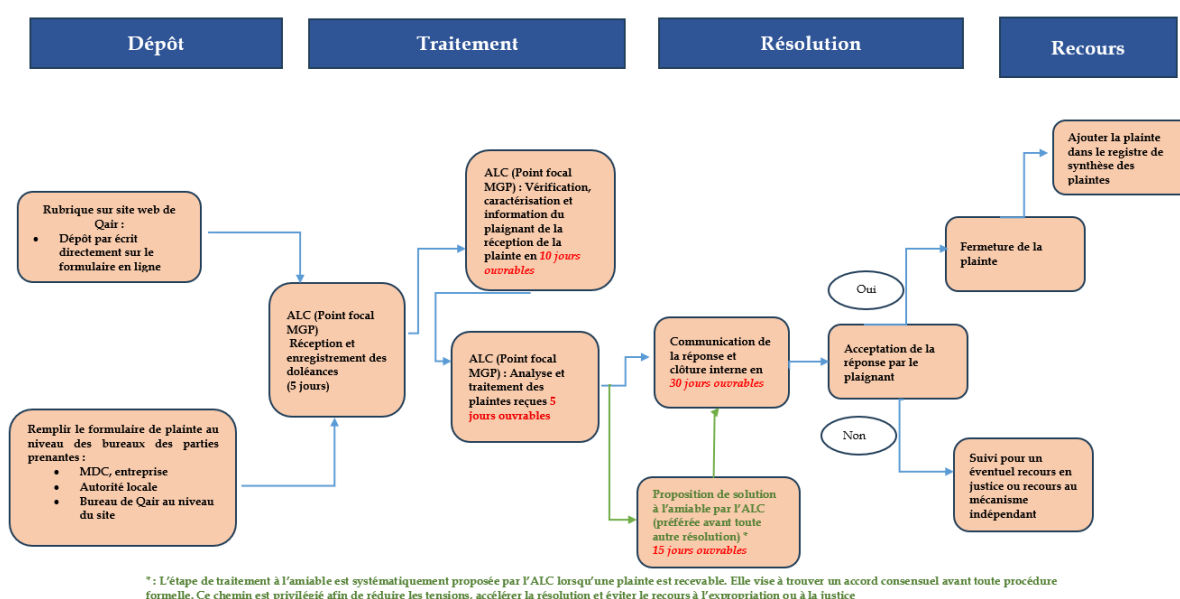 Dépôt
Traitement
Résolution
Recours
Rubrique sur site web de
Qair :
• Dépôt par écrit
directement sur le
formulaire en ligne
Remplir le formulaire de plainte au
niveau des bureaux des parties
prenantes :
• MDC, entreprise
• Autorité locale
• Bureau de Qair au niveau
du site
ALC (Point focal
MGP)
Réception et
enregistrement des
doléances
(5 jours)
ALC (Point focal
MGP) : Vérification,
caractérisation et
information du
plaignant de la
réception de la
plainte en 10 jours
ouvrables
ALC (Point focal
MGP) : Analyse et
traitement des
plaintes reçues 5
jours ouvrables
Communication de
la réponse et
clôture interne en
30 jours ouvrables
Proposition de solution
à l'amiable par l'ALC
(préférée avant toute
autre résolution) *
15 jours ouvrables
Acceptation de la
réponse par le
plaignant
Oui
Non
Fermeture de la
plainte
Ajouter la plainte
dans le registre de
synthèse des
plaintes
Suivi pour un
éventuel recours en
justice ou recours au
mécanisme
indépendant
* : L'étape de traitement à l'amiable est systématiquement proposée par l'ALC lorsqu'une plainte est recevable. Elle vise à trouver un accord consensuel avant toute procédure
formelle. Ce chemin est privilégié afin de réduire les tensions, accélérer la résolution et éviter le recours à l'expropriation ou à la justice